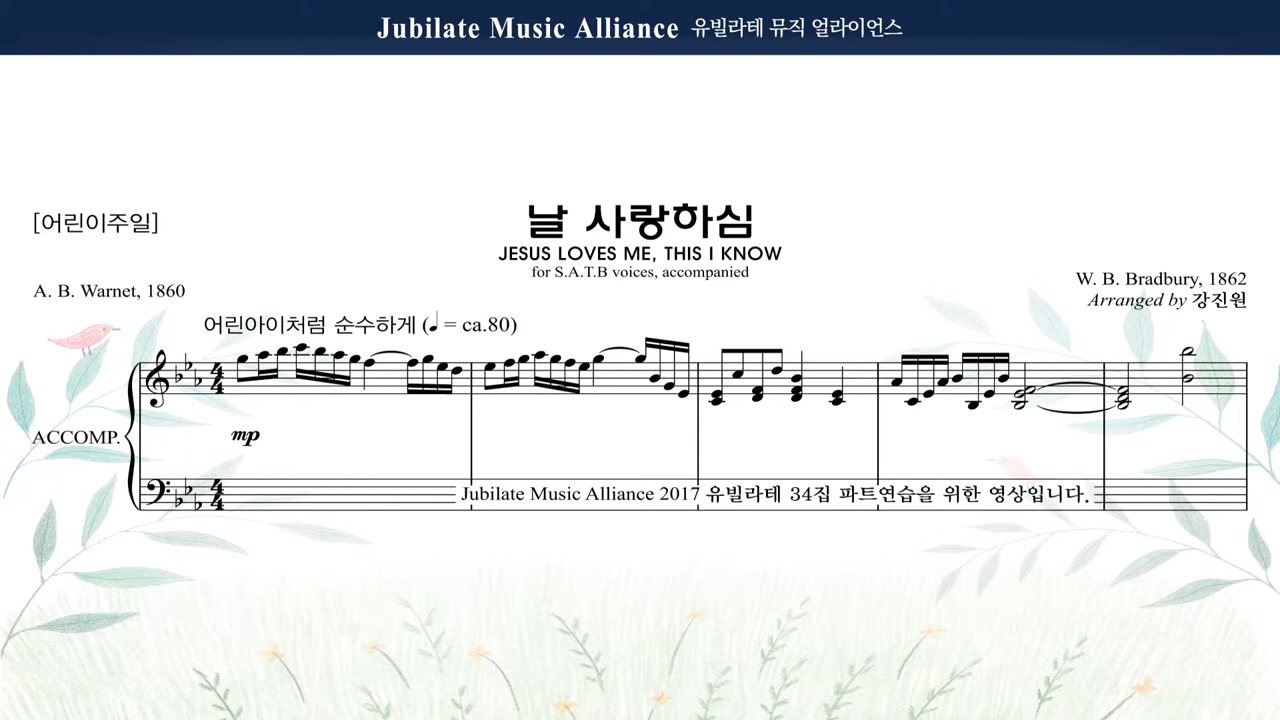 Jubilate Music Alliance 유빌라테 뮤직 얼라이언스
[어린이주일]
날 사랑하심
JESUS LOVES ME, THIS I KNOW
for S.A.T.B voices, accompanied
A. B. Warnet, 1860
W. B. Bradbury, 1862
Arranged by 강진원
어린아이처럼 순수하게 (♩ = ca.80)
ACCOMP.
mp
Jubilate Music Alliance 2017 유빌라테 34집 파트연습을 위한 영상입니다.